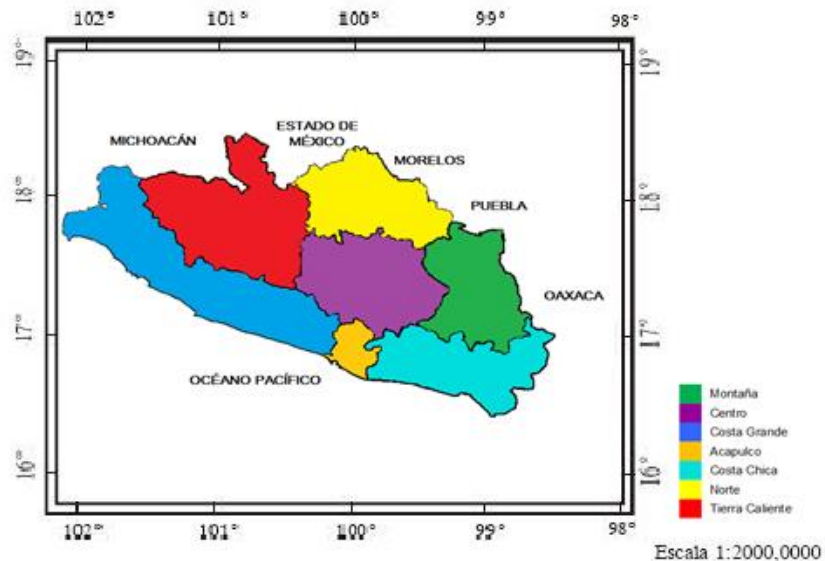 102° 101° 100° 99° 98°
19° 19°
ESTADO DE
MÉXICO
MICHOACÁN
MORELOS
18° 18°
PUEBLA
OAXACA
17° 17°
OCÉANO PACÍFICO
Montaña
Centro
Costa Grande
Acapulco
Costa Chica
Norte
Tierra Caliente
16° 16°
102° 101° 100° 99° 98°
Escala 1:2000,0000